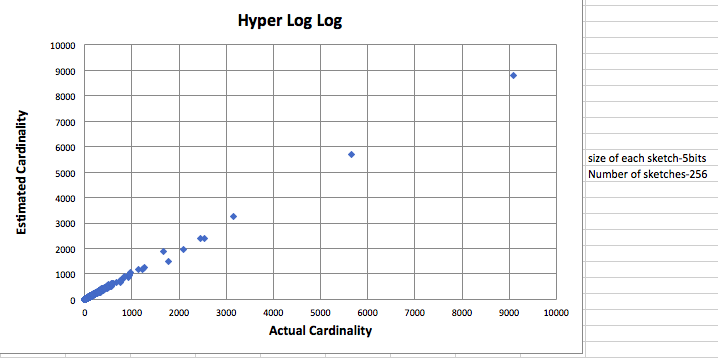 Hyper Log Log
10000
9000
8000
7000
6000
5000
4000
3000
2000
1000
0
Estimated Cardinality
0 1000 2000 3000 4000 5000 6000 7000 8000 9000 10000
Actual Cardinality
size of each sketch-5bits
Number of sketches-256